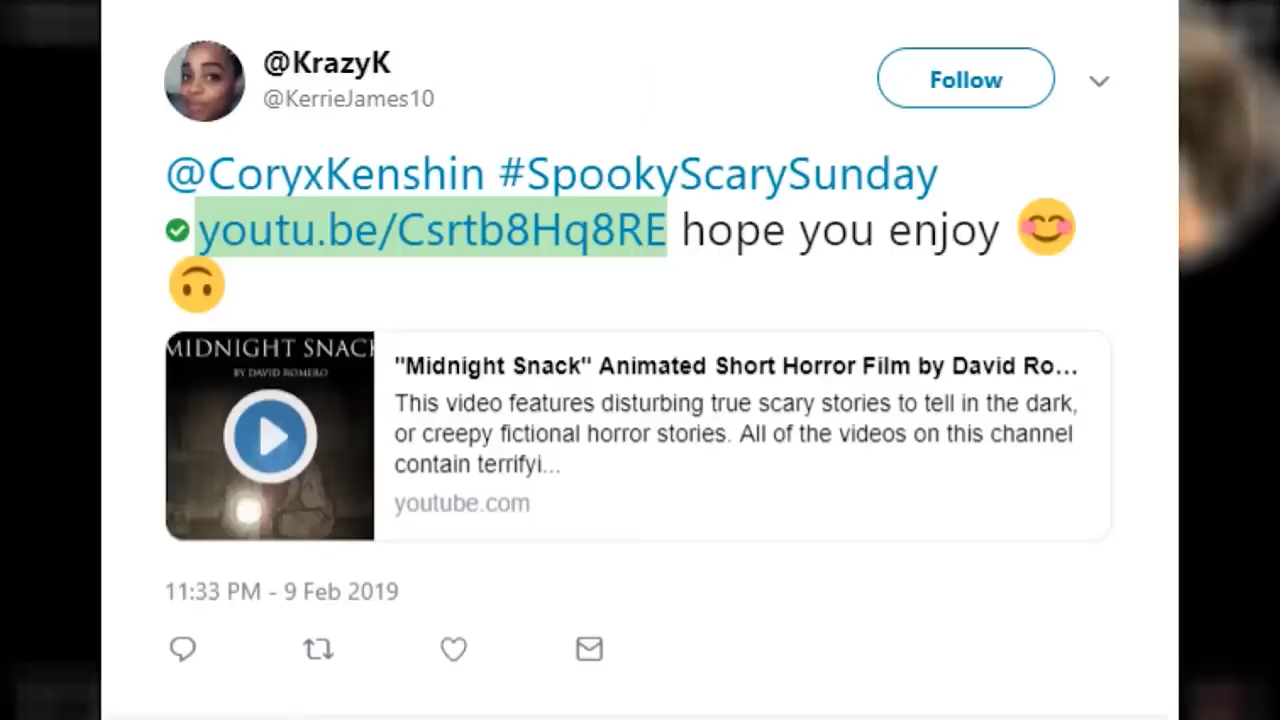 @KrazyK
@KerrieJames10
Follow
@CoryxKenshin #SpookyScarySunday
youtu.be/Csrtb8Hq8RE hope you enjoy 😊
🙃
MIDNIGHT SNACK
BY DAVID ROMERO
"Midnight Snack" Animated Short Horror Film by David Ro...
This video features disturbing true scary stories to tell in the dark,
or creepy fictional horror stories. All of the videos on this channel
contain terrifyi...
youtube.com
11:33 PM - 9 Feb 2019